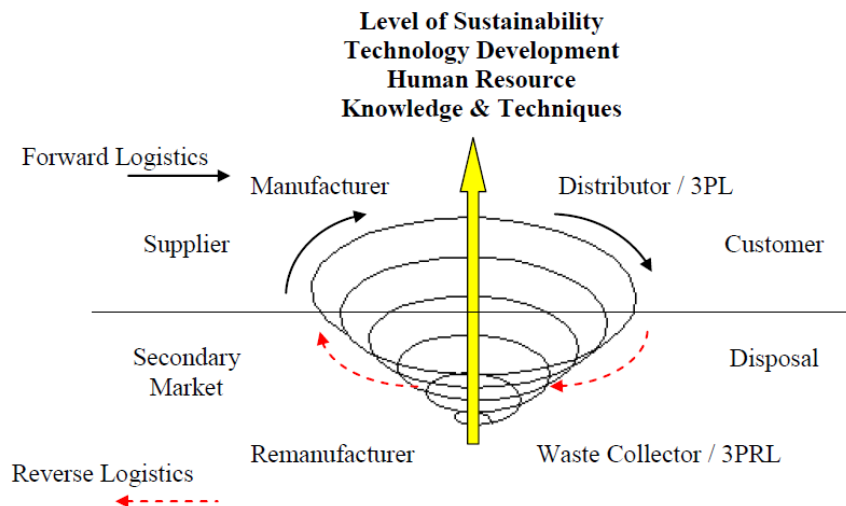 Level of Sustainability
Technology Development
Human Resource
Knowledge & Techniques
Forward Logistics
Manufacturer
Distributor / 3PL
Supplier
Customer
Secondary
Market
Disposal
Remanufacturer
Waste Collector / 3PRL
Reverse Logistics